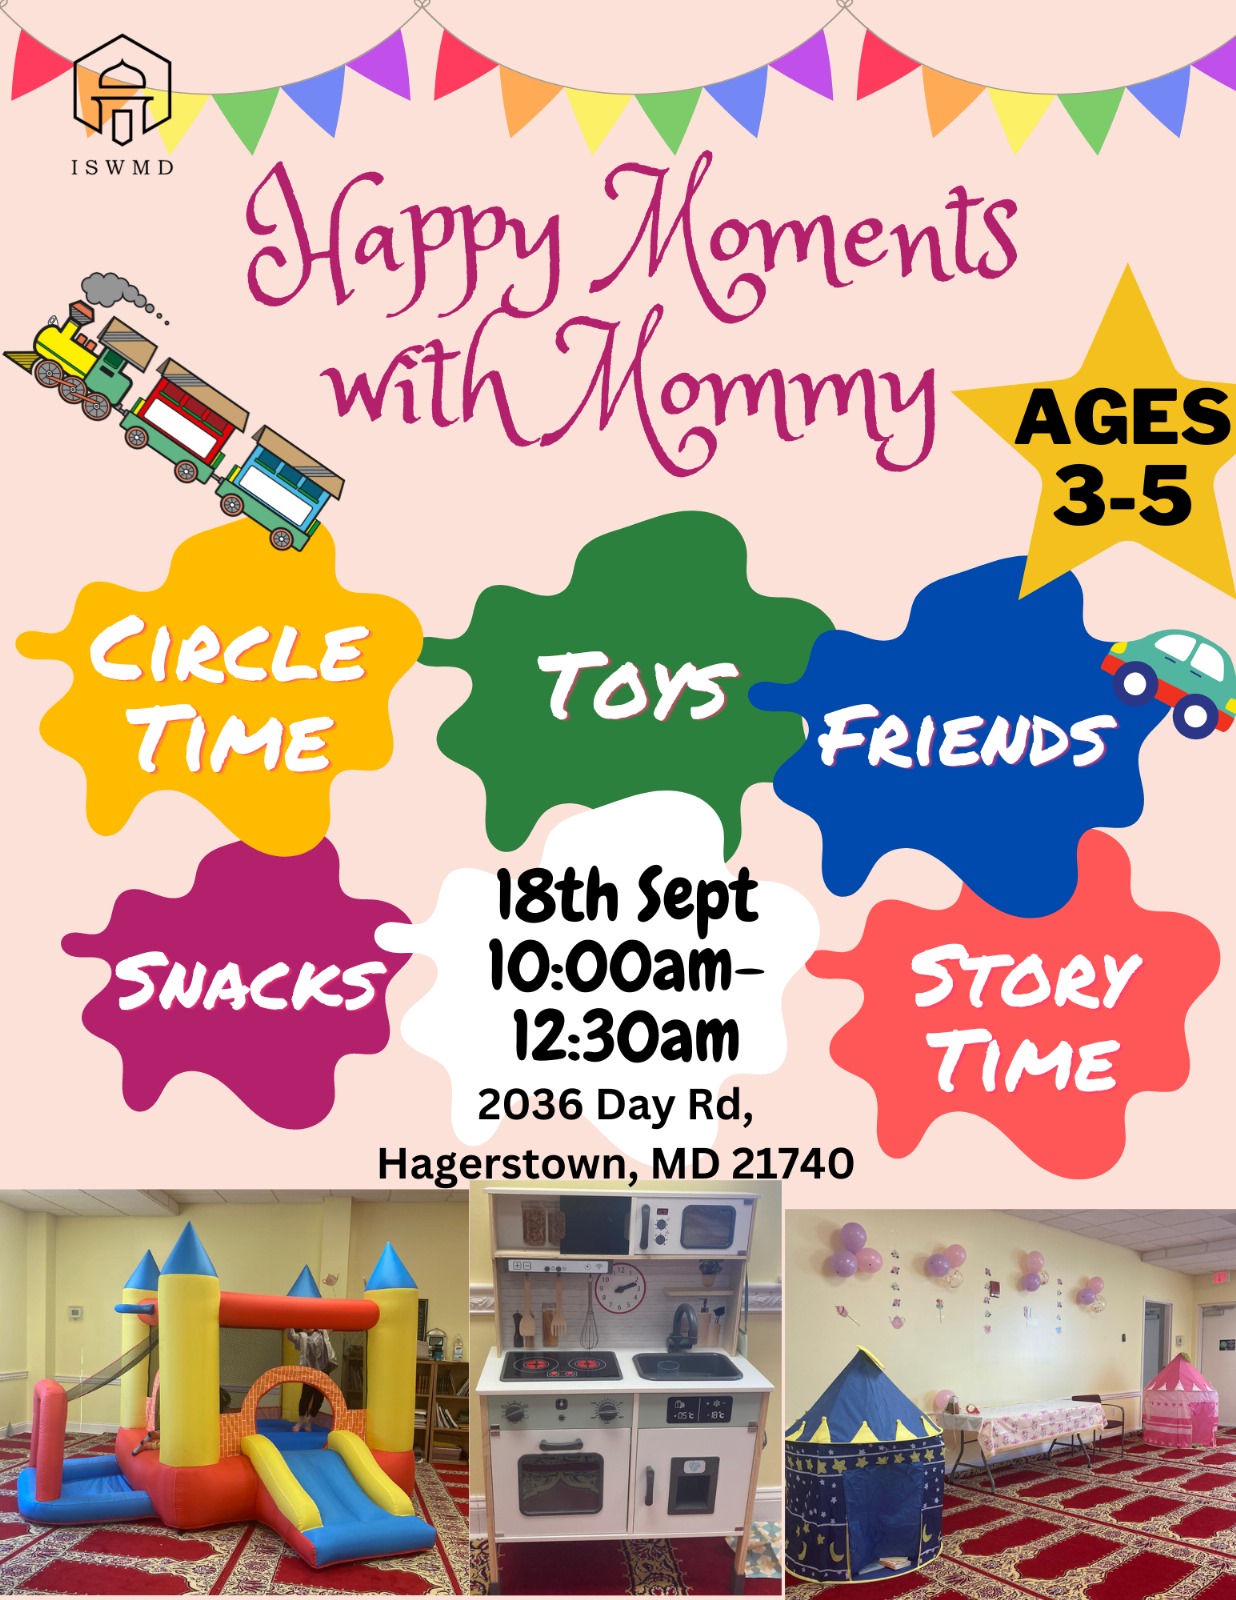 ISWMD
Happy Moments
with Mommy
AGES
3-5
CIRCLE
TIME
TOYS
FRIENDS
SNACKS
18th Sept
10:00am-
12:30am
STORY
TIME
2036 Day Rd,
Hagerstown, MD 21740